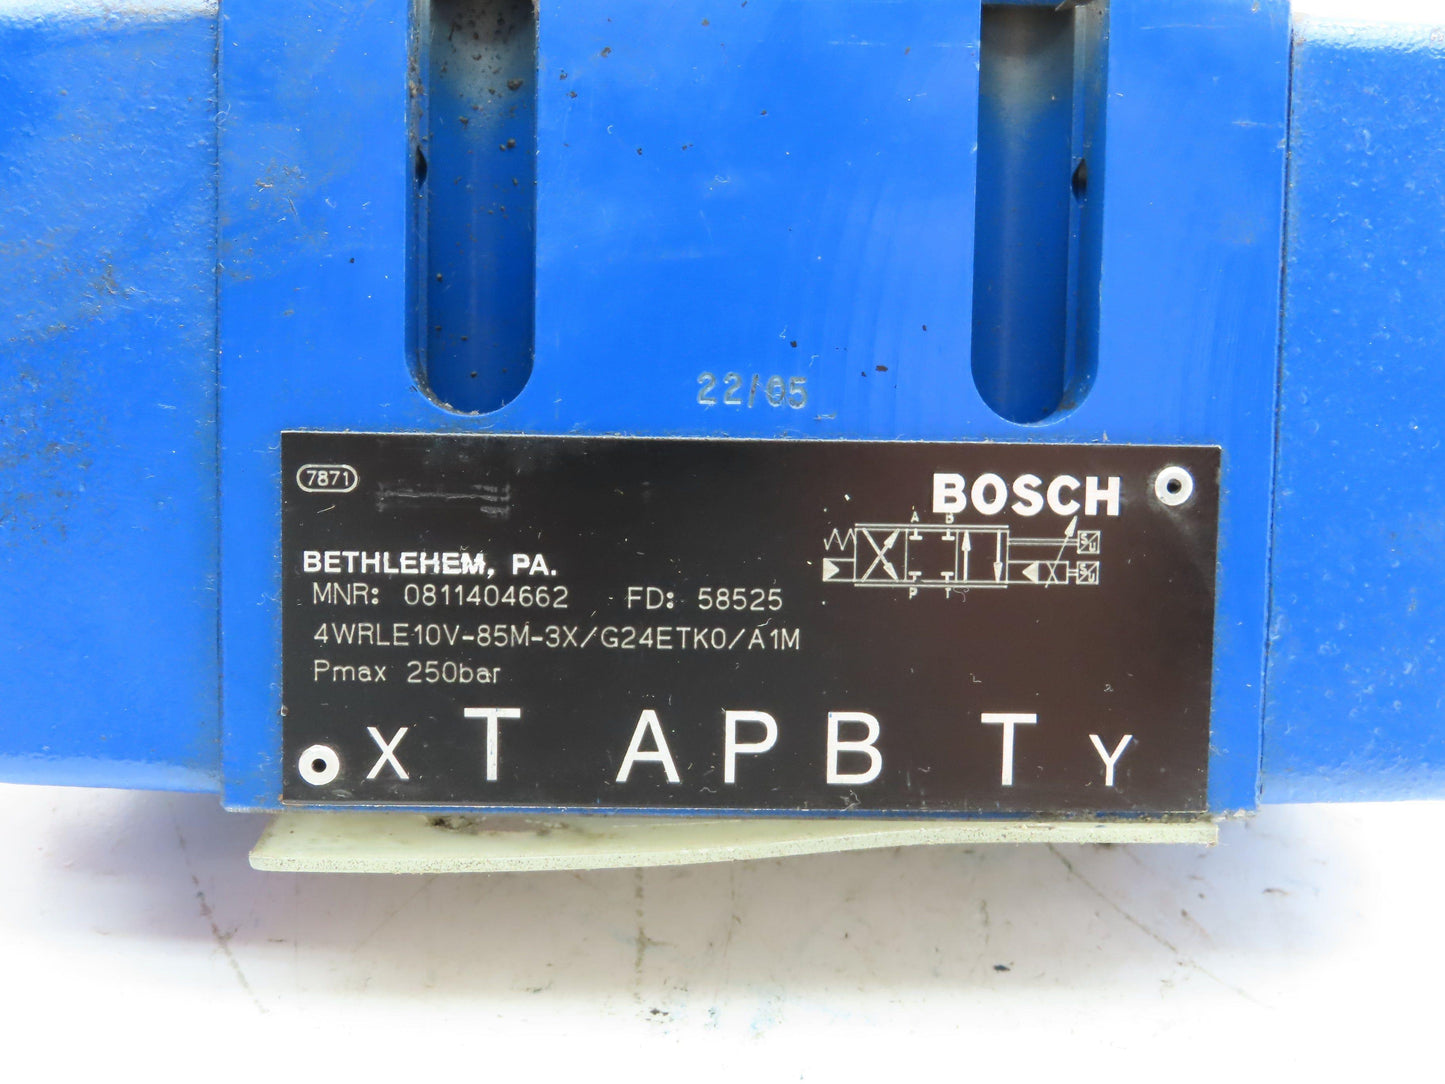 22/05
7871
BOSCH
A B
S/U
S/U
P T
BETHLEHEM, PA.
MNR: 0811404662 FD: 58525
4WRLE10V-85M-3X/G24ETK0/A1M
Pmax 250bar
X T A P B T Y